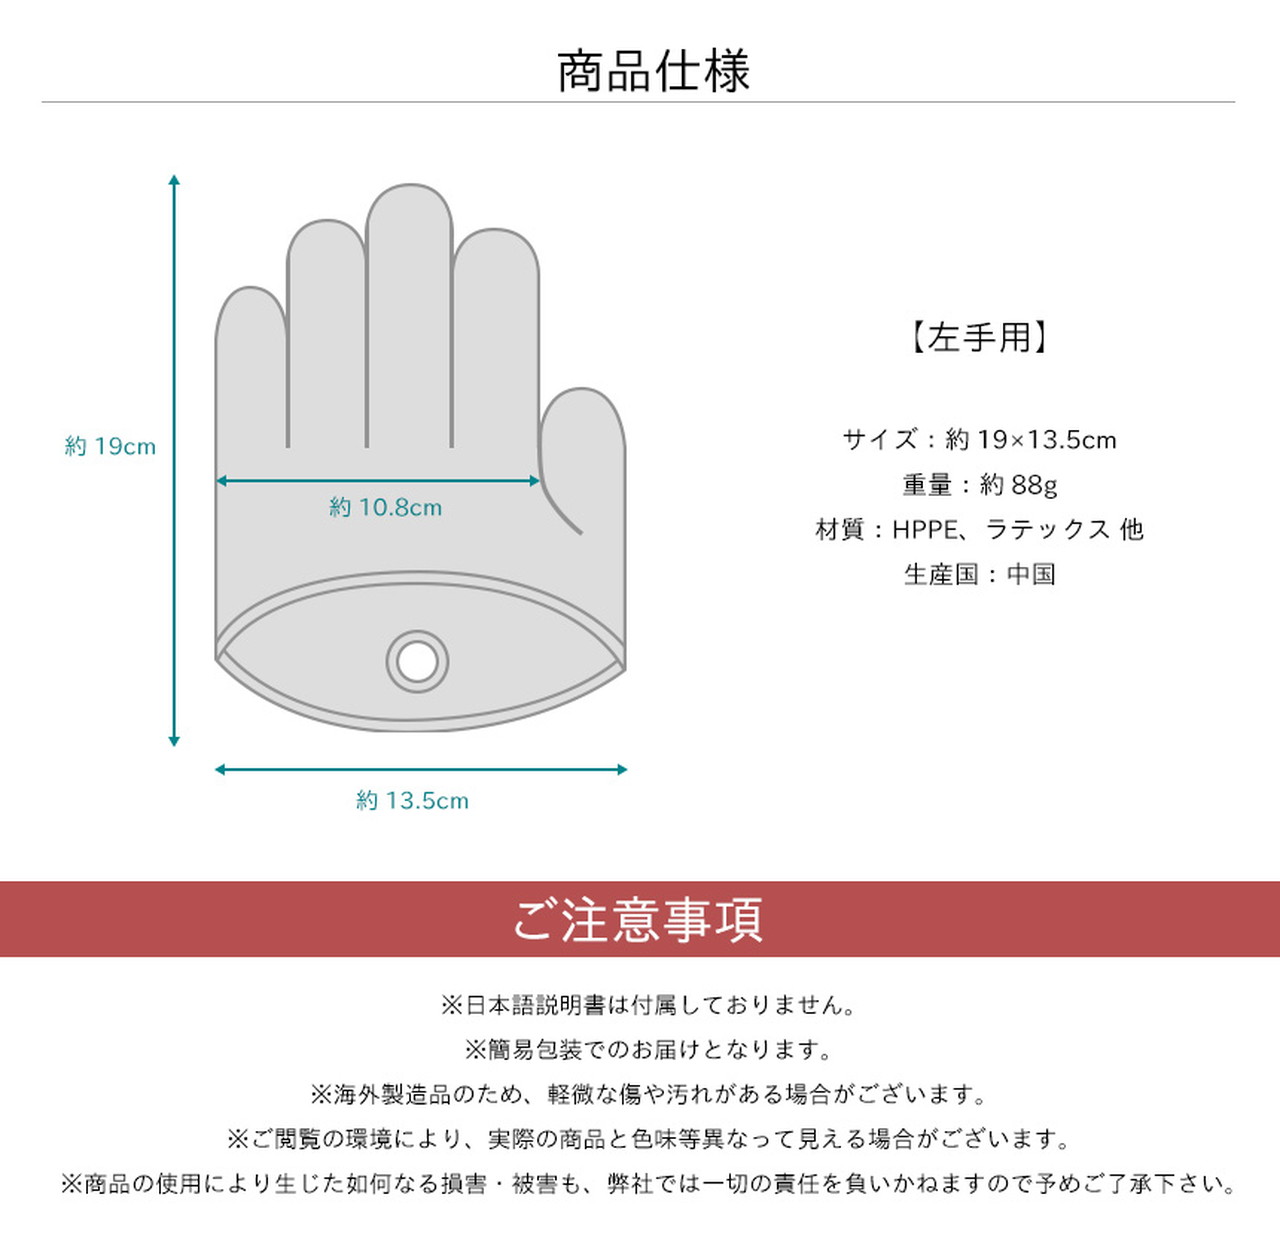 商品仕様
約 19cm
約 10.8cm
約 13.5cm
【左手用】
サイズ：約 19×13.5cm
重量：約 88g
材質：HPPE、ラテックス 他
生産国：中国
ご注意事項
※日本語説明書は付属しておりません。
※簡易包装でのお届けとなります。
※海外製造品のため、軽微な傷や汚れがある場合がございます。
※ご閲覧の環境により、実際の商品と色味等異なって見える場合がございます。
※商品の使用により生じた如何なる損害・被害も、弊社では一切の責任を負いかねますので予めご了承下さい。